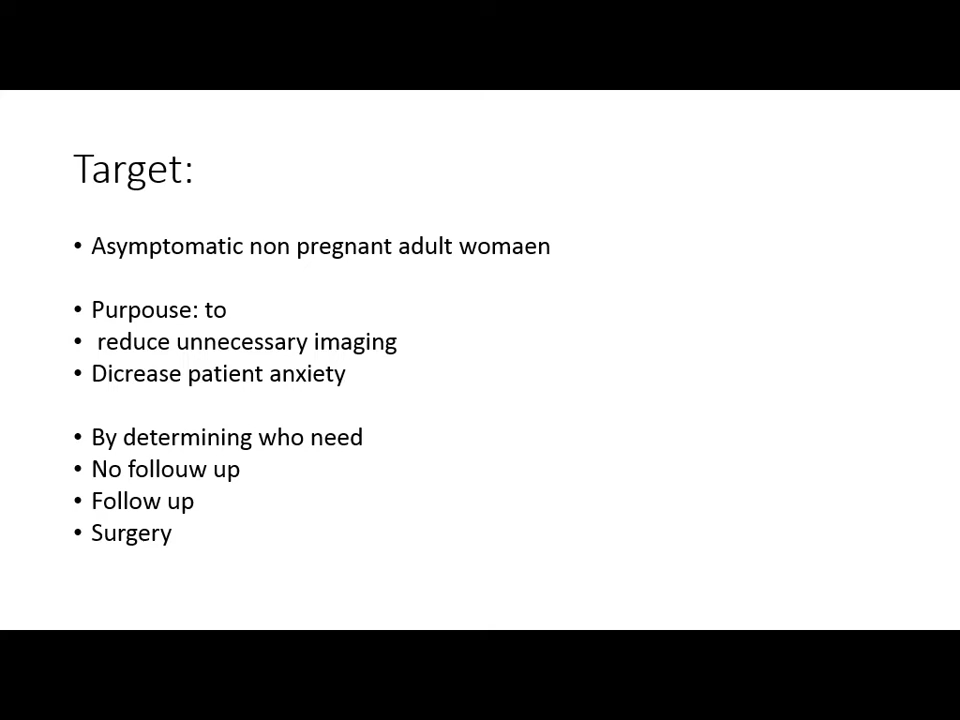 Target:
• Asymptomatic non pregnant adult womaen
• Purpouse: to
• reduce unnecessary imaging
• Dicrease patient anxiety
• By determining who need
• No follouw up
• Follow up
• Surgery